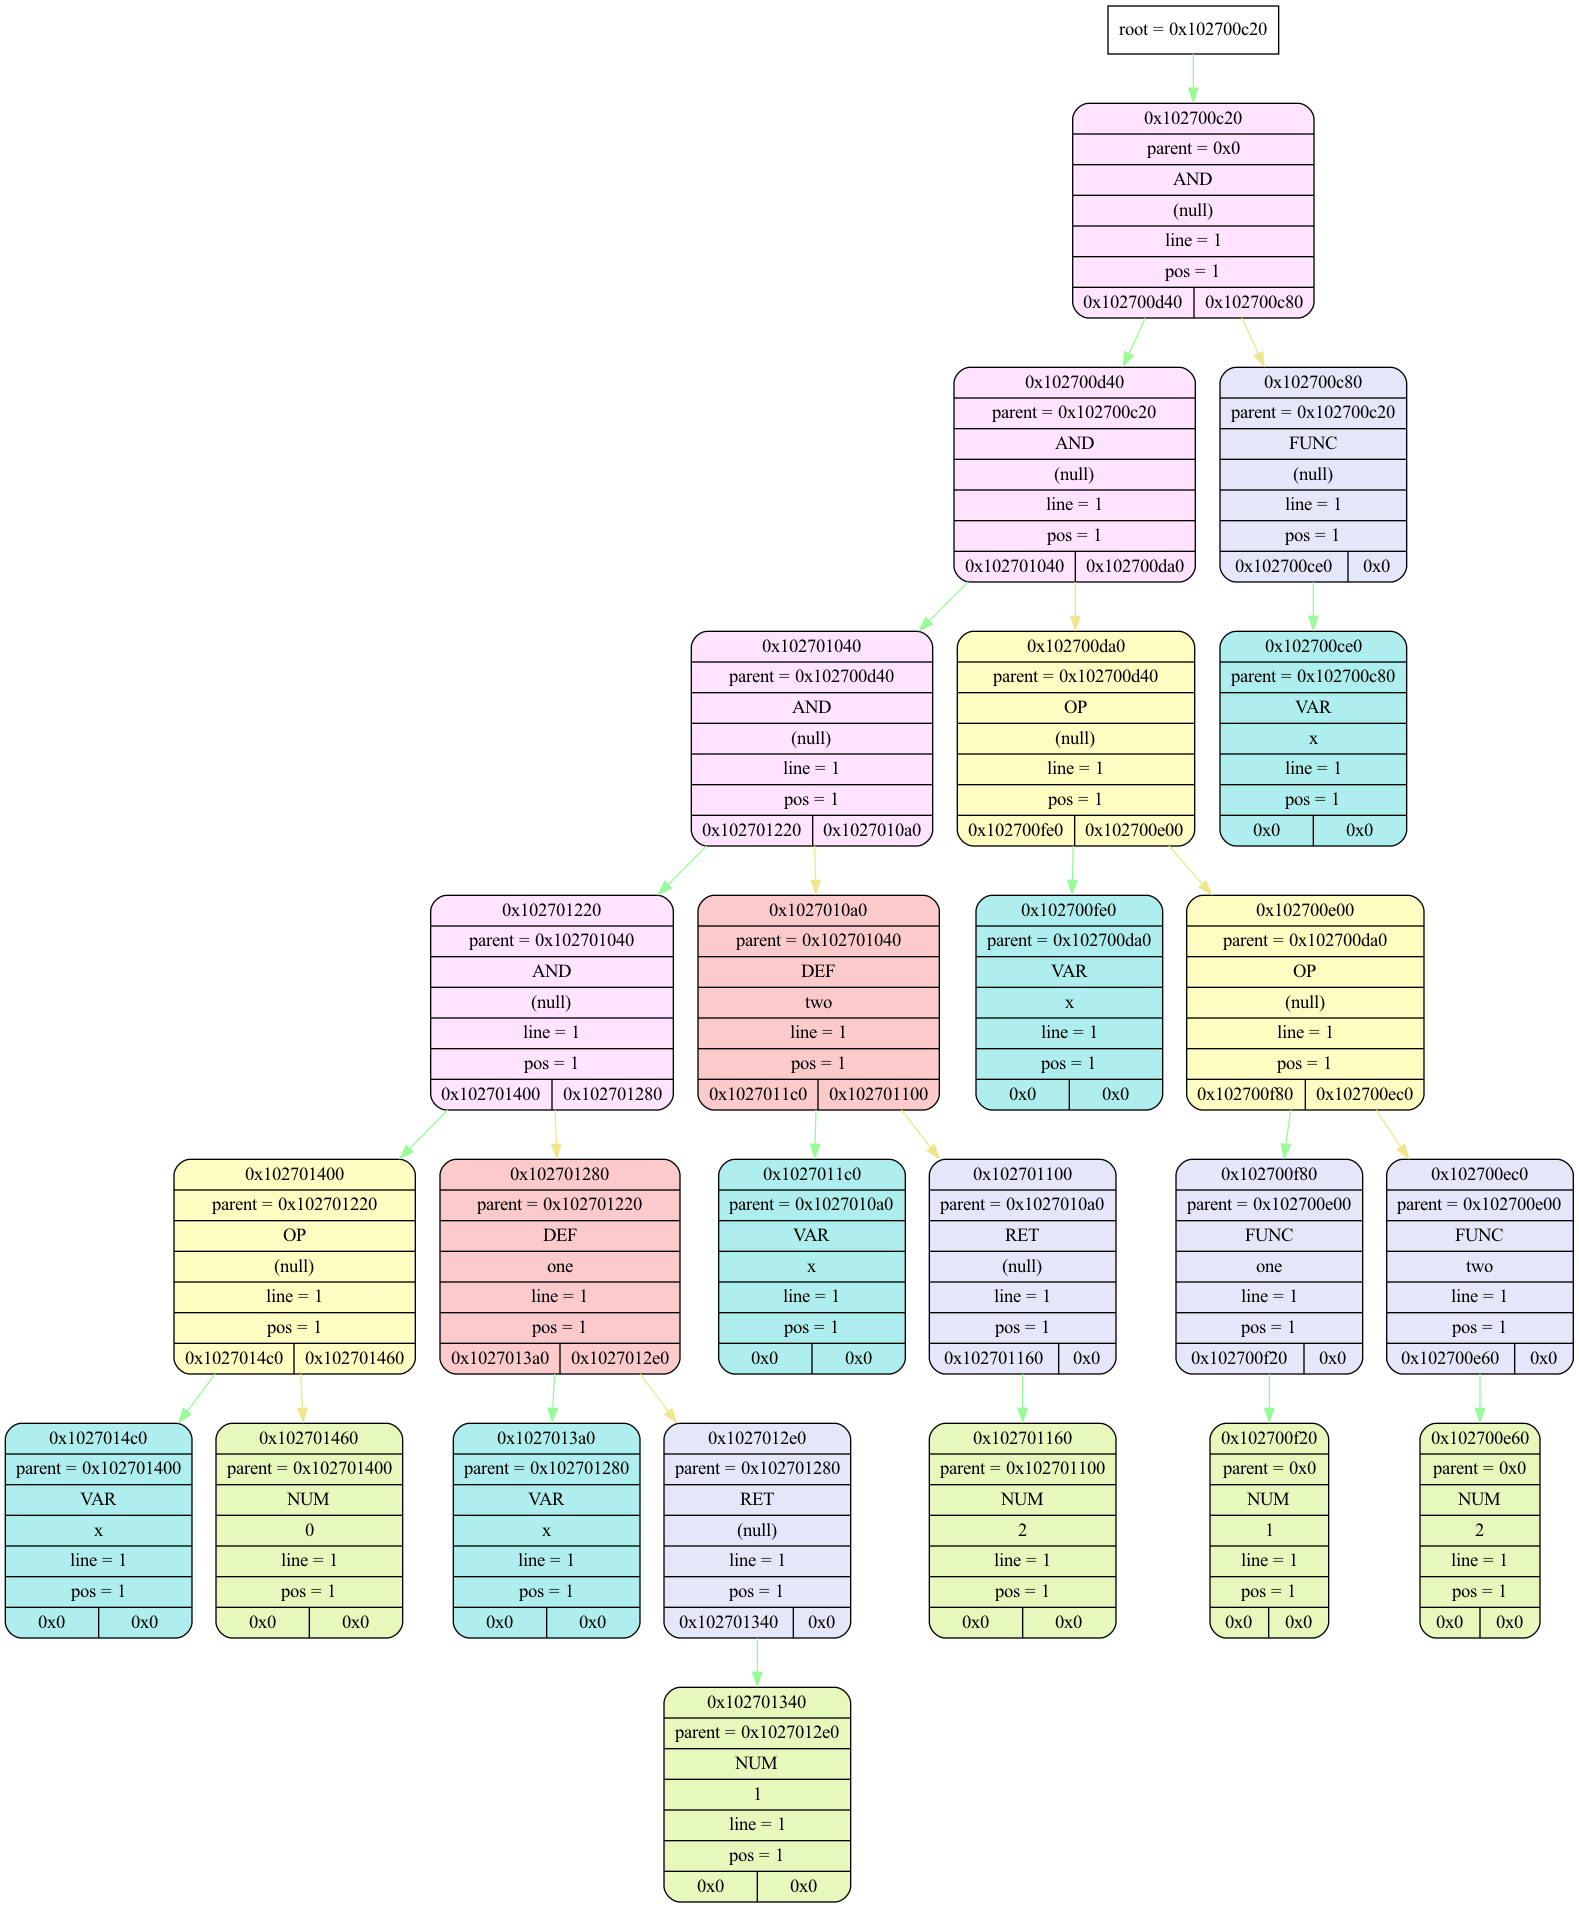 root = 0x102700c20
0x102700c20
parent = 0x0
AND
(null)
line = 1
pos = 1
0x102700d40 0x102700c80
0x102700d40
parent = 0x102700c20
AND
(null)
line = 1
pos = 1
0x102701040 0x102700da0
0x102700c80
parent = 0x102700c20
FUNC
(null)
line = 1
pos = 1
0x102700ce0 0x0
0x102701040
parent = 0x102700d40
AND
(null)
line = 1
pos = 1
0x102701220 0x1027010a0
0x102700da0
parent = 0x102700d40
OP
(null)
line = 1
pos = 1
0x102700fe0 0x102700e00
0x102700ce0
parent = 0x102700c80
VAR
x
line = 1
pos = 1
0x0 0x0
0x102701220
parent = 0x102701040
AND
(null)
line = 1
pos = 1
0x102701400 0x102701280
0x1027010a0
parent = 0x102701040
DEF
two
line = 1
pos = 1
0x1027011c0 0x102701100
0x102700fe0
parent = 0x102700da0
VAR
x
line = 1
pos = 1
0x0 0x0
0x102700e00
parent = 0x102700da0
OP
(null)
line = 1
pos = 1
0x102700f80 0x102700ec0
0x102701400
parent = 0x102701220
OP
(null)
line = 1
pos = 1
0x1027014c0 0x102701460
0x102701280
parent = 0x102701220
DEF
one
line = 1
pos = 1
0x1027013a0 0x1027012e0
0x1027011c0
parent = 0x1027010a0
VAR
x
line = 1
pos = 1
0x0 0x0
0x102701100
parent = 0x1027010a0
RET
(null)
line = 1
pos = 1
0x102701160 0x0
0x102700f80
parent = 0x102700e00
FUNC
one
line = 1
pos = 1
0x102700f20 0x0
0x102700ec0
parent = 0x102700e00
FUNC
two
line = 1
pos = 1
0x102700e60 0x0
0x1027014c0
parent = 0x102701400
VAR
x
line = 1
pos = 1
0x0 0x0
0x102701460
parent = 0x102701400
NUM
0
line = 1
pos = 1
0x0 0x0
0x1027013a0
parent = 0x102701280
VAR
x
line = 1
pos = 1
0x0 0x0
0x1027012e0
parent = 0x102701280
RET
(null)
line = 1
pos = 1
0x102701340 0x0
0x102701160
parent = 0x102701100
NUM
2
line = 1
pos = 1
0x0 0x0
0x102700f20
parent = 0x0
NUM
1
line = 1
pos = 1
0x0 0x0
0x102700e60
parent = 0x0
NUM
2
line = 1
pos = 1
0x0 0x0
0x102701340
parent = 0x1027012e0
NUM
1
line = 1
pos = 1
0x0 0x0